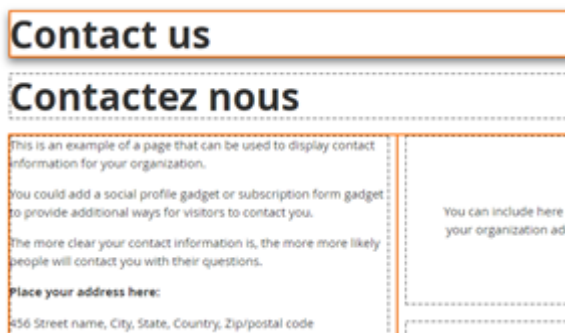 Contact us
Contactez nous
This is an example of a page that can be used to display contact
information for your organization.
You could add a social profile gadget or subscription form gadget
to provide additional ways for visitors to contact you.
The more clear your contact information is, the more more likely
people will contact you with their questions.
Place your address here:
456 Street name, City, State, Country, Zip/postal code
You can include here
your organization ad